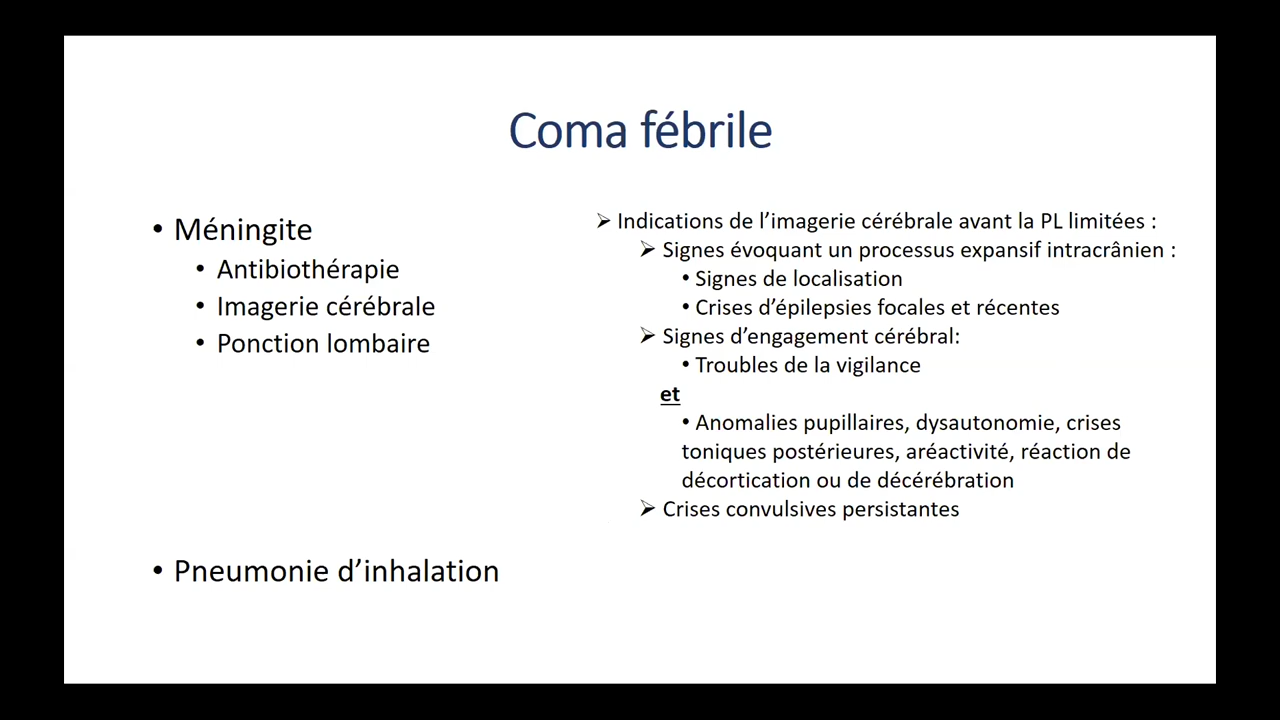 Coma fébrile
• Méningite
• Antibiothérapie
• Imagerie cérébrale
• Ponction lombaire
• Pneumonie d’inhalation
➢ Indications de l’imagerie cérébrale avant la PL limitées :
➢ Signes évoquant un processus expansif intracrânien :
• Signes de localisation
• Crises d’épilepsies focales et récentes
➢ Signes d’engagement cérébral:
• Troubles de la vigilance
et
• Anomalies pupillaires, dysautonomie, crises
toniques postérieures, aréactivité, réaction de
décortication ou de décérébration
➢ Crises convulsives persistantes